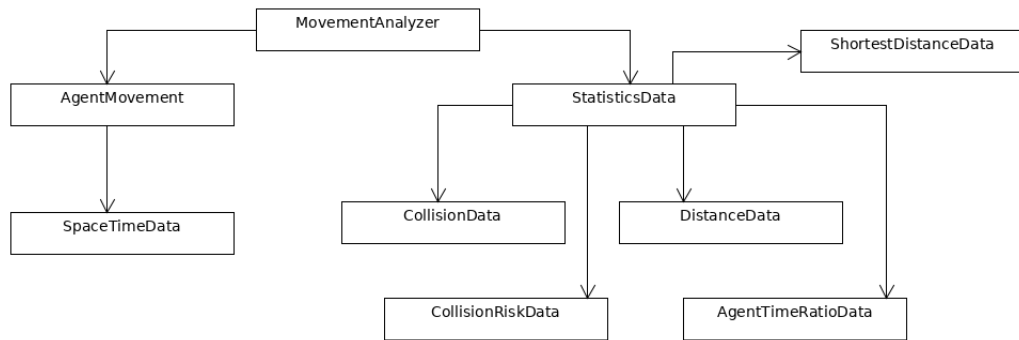 MovementAnalyzer
ShortestDistanceData
AgentMovement
StatisticsData
CollisionData
DistanceData
SpaceTimeData
CollisionRiskData
AgentTimeRatioData